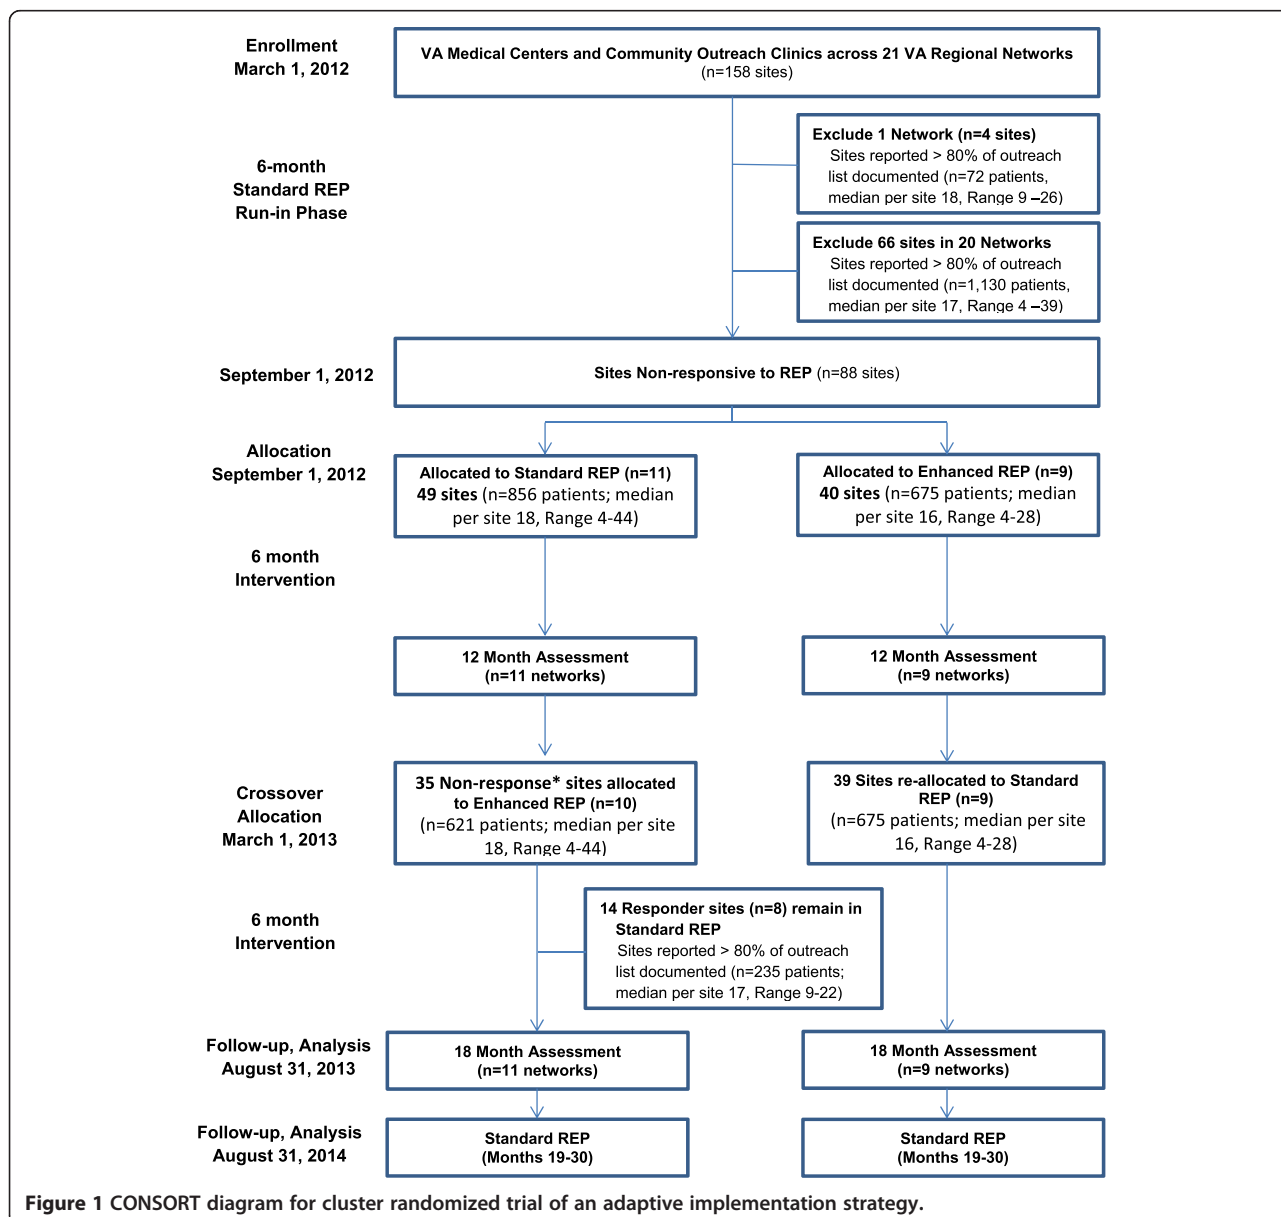 Enrollment
March 1, 2012
VA Medical Centers and Community Outreach Clinics across 21 VA Regional Networks
(n=158 sites)
6-month
Standard REP
Run-in Phase
Exclude 1 Network (n=4 sites)
Sites reported > 80% of outreach
list documented (n=72 patients,
median per site 18, Range 9 –26)
Exclude 66 sites in 20 Networks
Sites reported > 80% of outreach
list documented (n=1,130 patients,
median per site 17, Range 4 –39)
September 1, 2012
Sites Non-responsive to REP (n=88 sites)
Allocation
September 1, 2012
Allocated to Standard REP (n=11)
49 sites (n=856 patients; median
per site 18, Range 4-44)
Allocated to Enhanced REP (n=9)
40 sites (n=675 patients; median
per site 16, Range 4-28)
6 month
Intervention
12 Month Assessment
(n=11 networks)
12 Month Assessment
(n=9 networks)
Crossover
Allocation
March 1, 2013
35 Non-response* sites allocated
to Enhanced REP (n=10)
(n=621 patients; median per site
18, Range 4-44)
39 Sites re-allocated to Standard
REP (n=9)
(n=675 patients; median per site
16, Range 4-28)
6 month
Intervention
14 Responder sites (n=8) remain in
Standard REP
Sites reported > 80% of outreach
list documented (n=235 patients;
median per site 17, Range 9-22)
Follow-up, Analysis
August 31, 2013
18 Month Assessment
(n=11 networks)
18 Month Assessment
(n=9 networks)
Follow-up, Analysis
August 31, 2014
Standard REP
(Months 19-30)
Standard REP
(Months 19-30)
Figure 1 CONSORT diagram for cluster randomized trial of an adaptive implementation strategy.